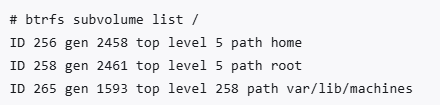 # btrfs subvolume list /
ID 256 gen 2458 top level 5 path home
ID 258 gen 2461 top level 5 path root
ID 265 gen 1593 top level 258 path var/lib/machines